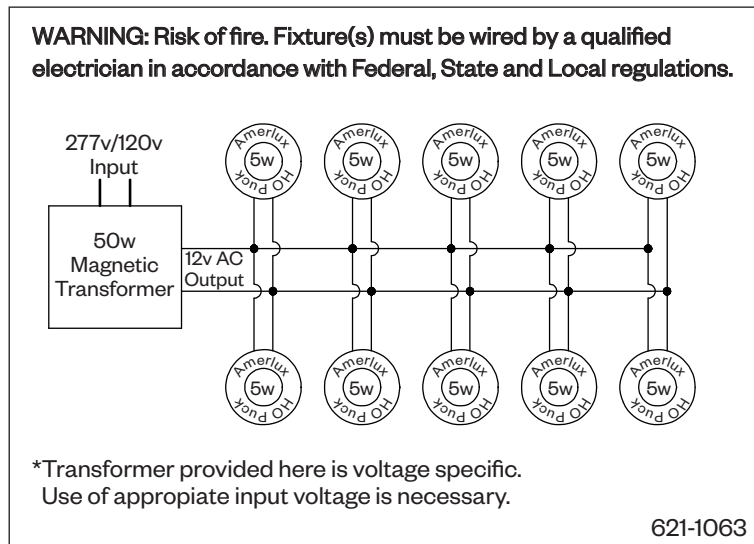 WARNING: Risk of fire. Fixture(s) must be wired by a qualified
electrician in accordance with Federal, State and Local regulations.
277v/120v
Input
50w
Magnetic
Transformer
12v AC
Output
Amerlux
5w
HO Puck
Amerlux
5w
HO Puck
Amerlux
5w
HO Puck
Amerlux
5w
HO Puck
Amerlux
5w
HO Puck
Amerlux
5w
HO Puck
Amerlux
5w
HO Puck
Amerlux
5w
HO Puck
Amerlux
5w
HO Puck
Amerlux
5w
HO Puck
*Transformer provided here is voltage specific.
Use of appropiate input voltage is necessary.
621-1063